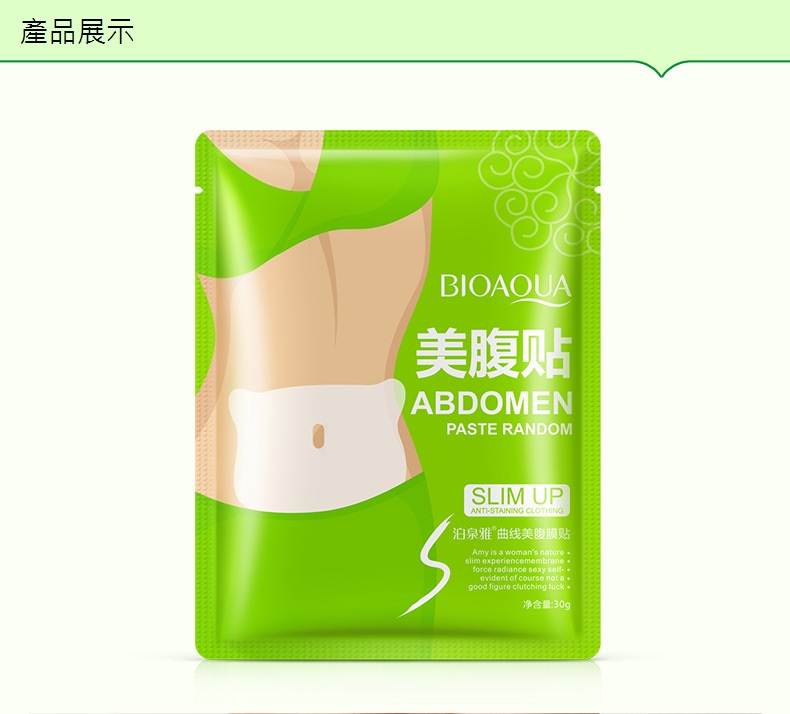 產品展示
BIOAQUA
美腹贴
ABDOMEN
PASTE RANDOM
SLIM UP
ANTI-STAINING CLOTHING
泊泉雅®曲线美腹膜贴
Amy is a woman's nature •
slim experiencemembrane •
force radiance sexy self- •
evident of course not a •
good figure clutching tuck •
净含量:30g